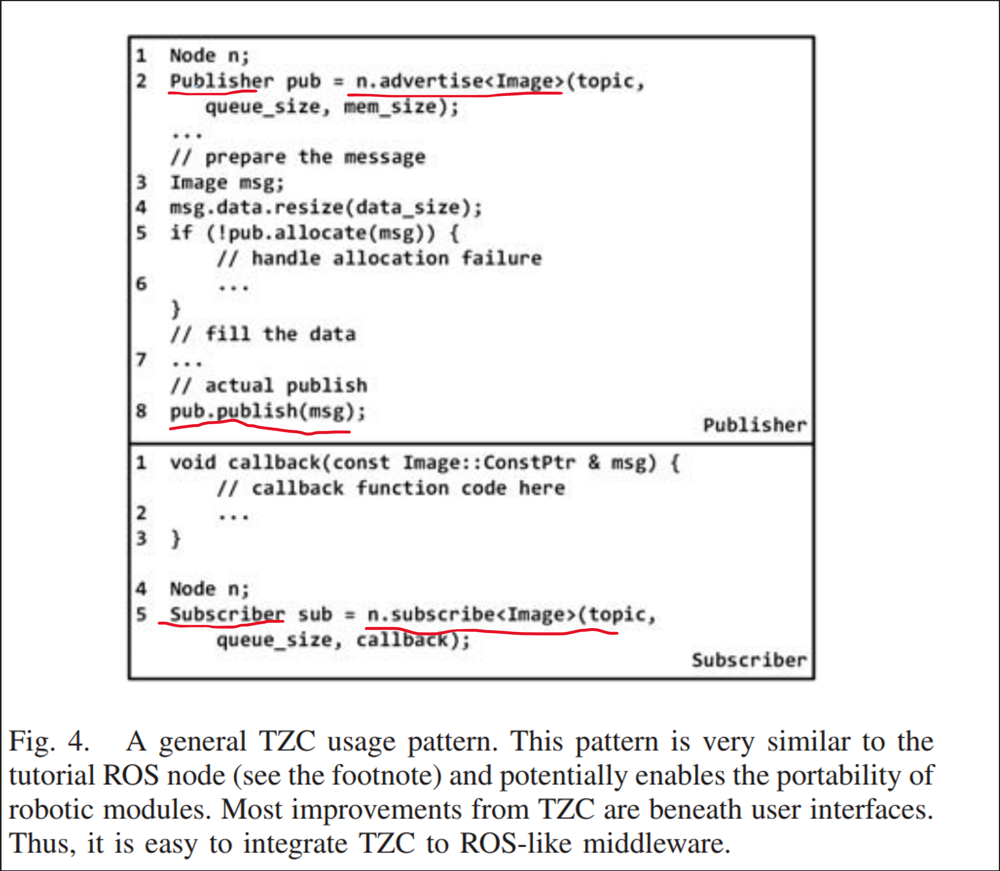 1 Node n;
2 Publisher pub = n.advertise<Image>(topic,
queue_size, mem_size);
...
// prepare the message
3 Image msg;
4 msg.data.resize(data_size);
5 if (!pub.allocate(msg)) {
// handle allocation failure
6 ...
}
// fill the data
7 ...
// actual publish
8 pub.publish(msg);
Publisher
1 void callback(const Image::ConstPtr & msg) {
// callback function code here
2 ...
3 }
4 Node n;
5 Subscriber sub = n.subscribe<Image>(topic,
queue_size, callback);
Subscriber
Fig. 4. A general TZC usage pattern. This pattern is very similar to the
tutorial ROS node (see the footnote) and potentially enables the portability of
robotic modules. Most improvements from TZC are beneath user interfaces.
Thus, it is easy to integrate TZC to ROS-like middleware.